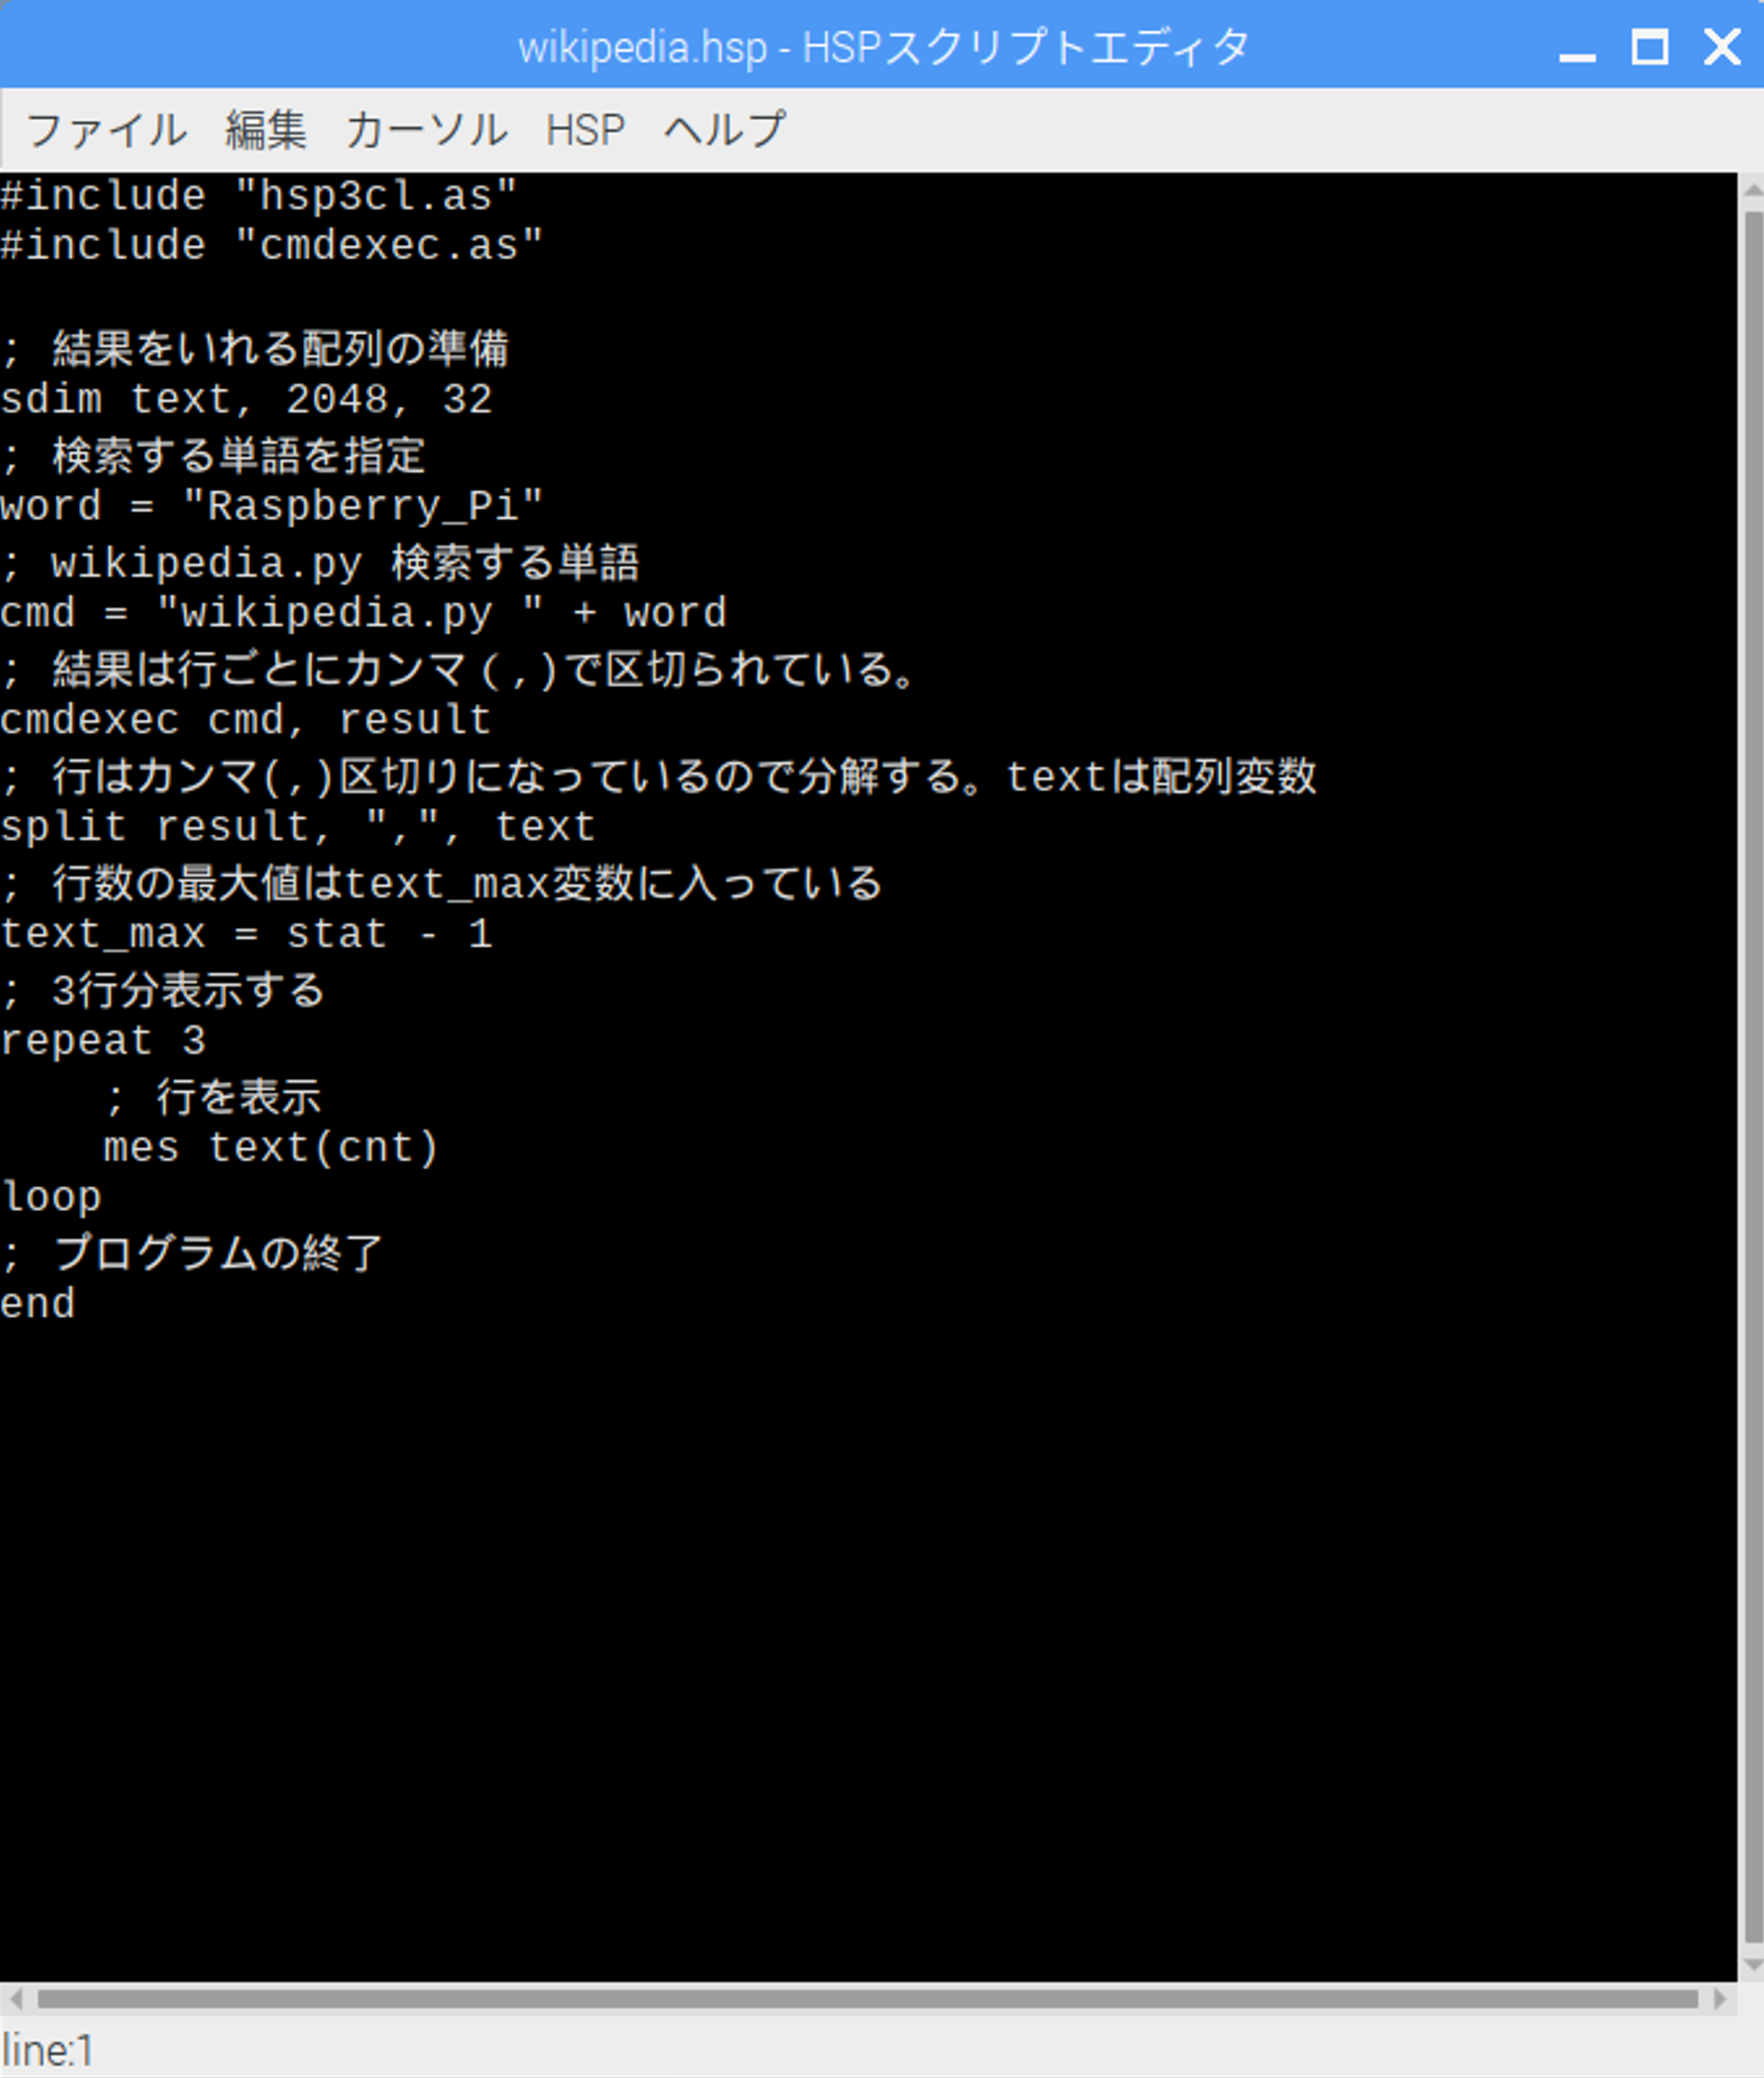 wikipedia.hsp - HSPスクリプトエディタ
ファイル 編集 カーソル HSP ヘルプ
#include "hsp3cl.as"
#include "cmdexec.as"
; 結果をいれる配列の準備
sdim text, 2048, 32
; 検索する単語を指定
word = "Raspberry_Pi"
; wikipedia.py 検索する単語
cmd = "wikipedia.py " + word
; 結果は行ごとにカンマ(,)で区切られている。
cmdexec cmd, result
; 行はカンマ(,)区切りになっているので分解する。textは配列変数
split result, ",", text
; 行数の最大値はtext_max変数に入っている
text_max = stat - 1
; 3行分表示する
repeat 3
    ; 行を表示
    mes text(cnt)
loop
; プログラムの終了
end
line:1